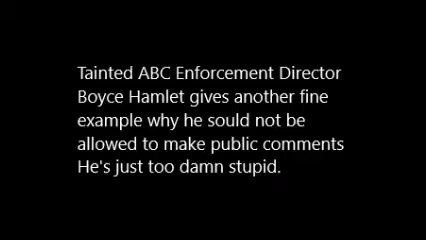 Tainted ABC Enforcement Director
Boyce Hamlet gives another fine
example why he sould not be
allowed to make public comments
He's just too damn stupid.